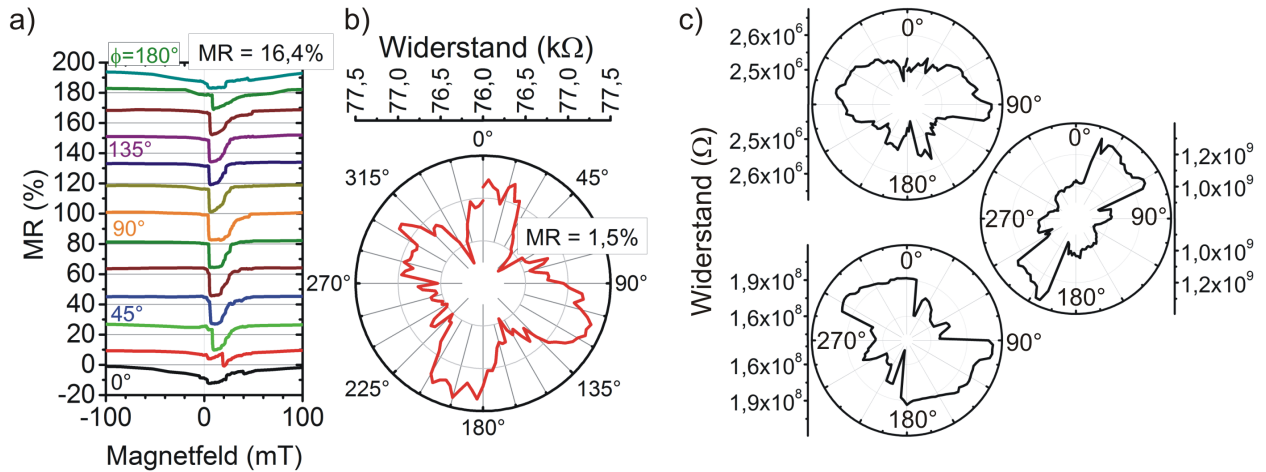 a)
ϕ=180°
MR = 16,4%
200
180
160
140
120
100
80
60
40
20
0
-20
135°
90°
45°
0°
MR (%)
-100
0
100
Magnetfeld (mT)
b)
Widerstand (kΩ)
77,5
77,0
76,5
76,0
76,5
77,0
77,5
0°
45°
90°
135°
180°
225°
270°
315°
MR = 1,5%
c)
Widerstand (Ω)
2,6x10⁶
2,5x10⁶
2,5x10⁶
2,6x10⁶
0°
90°
180°
0°
90°
180°
270°
1,2x10⁹
1,0x10⁹
1,0x10⁹
1,2x10⁹
1,9x10⁸
1,6x10⁸
1,6x10⁸
1,9x10⁸
0°
90°
180°
270°